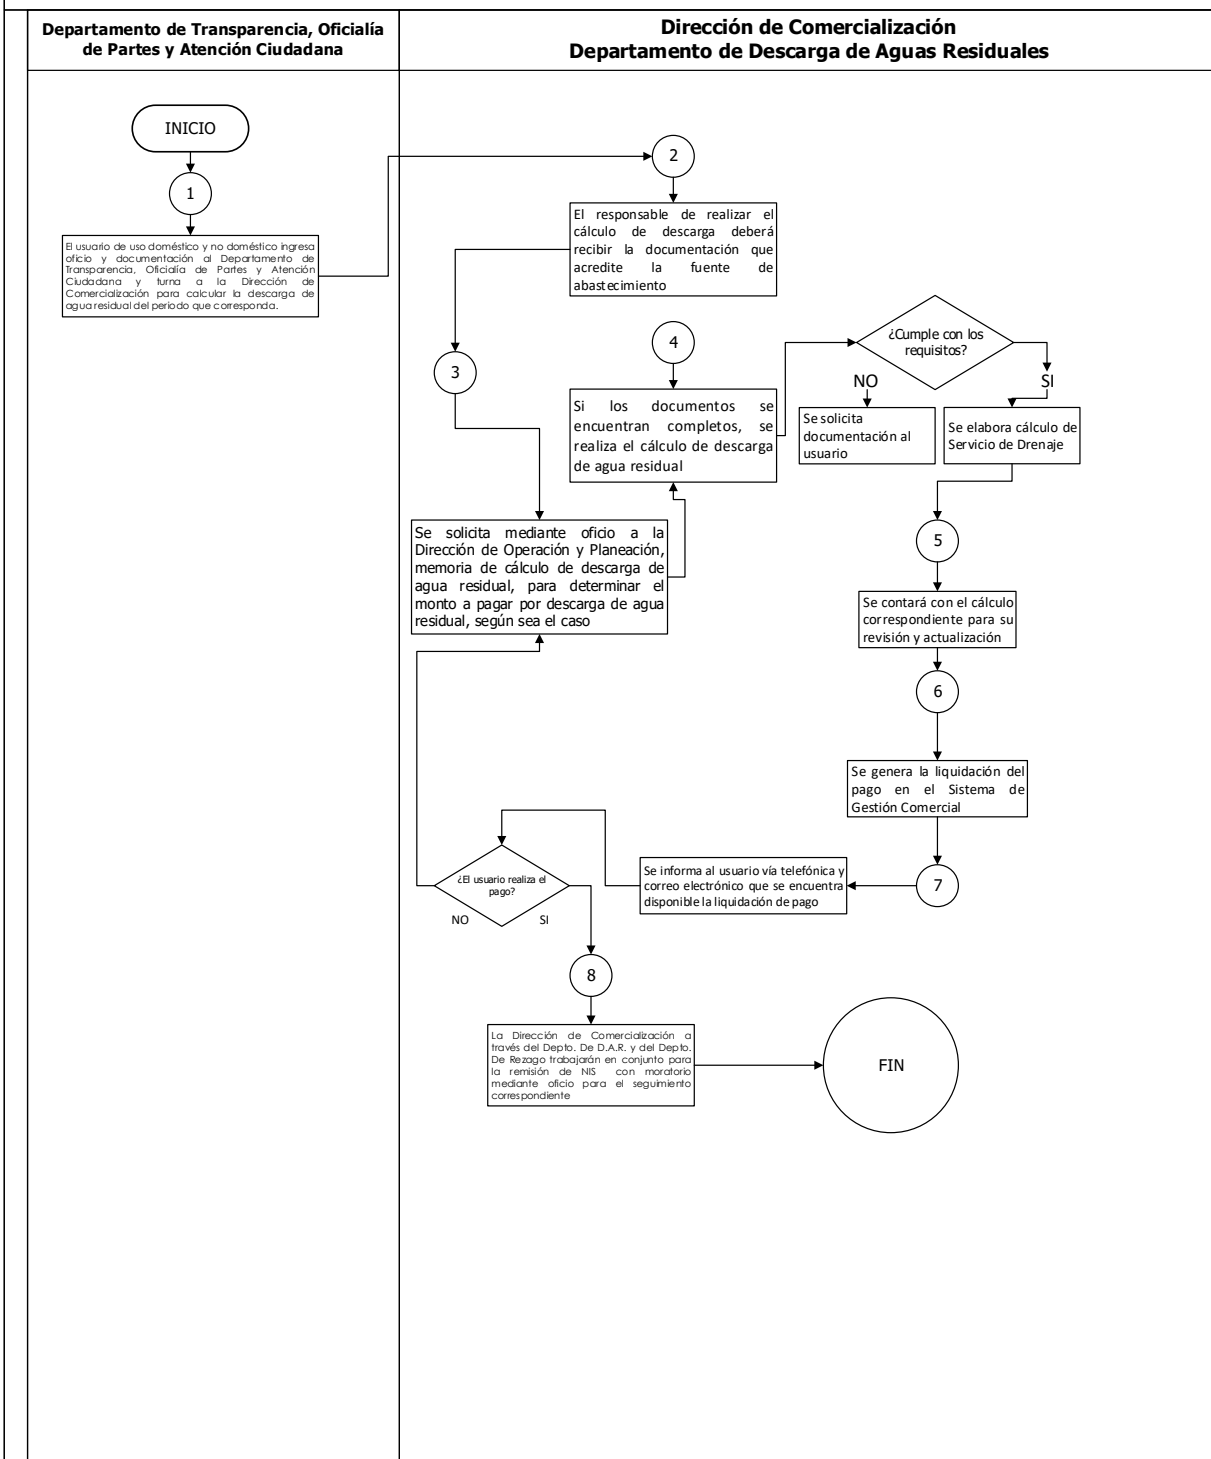 Departamento de Transparencia, Oficialía
de Partes y Atención Ciudadana
Dirección de Comercialización
Departamento de Descarga de Aguas Residuales
INICIO
1
El usuario de uso doméstico y no doméstico ingresa
oficio y documentación al Departamento de
Transparencia, Oficialía de Partes y Atención
Ciudadana y turna a la Dirección de
Comercialización para calcular la descarga de
agua residual del período que corresponda.
2
El responsable de realizar el
cálculo de descarga deberá
recibir la documentación que
acredite la fuente de
abastecimiento
3
Se solicita mediante oficio a la
Dirección de Operación y Planeación,
memoria de cálculo de descarga de
agua residual, para determinar el
monto a pagar por descarga de agua
residual, según sea el caso
4
Si los documentos se
encuentran completos, se
realiza el cálculo de descarga
de agua residual
¿Cumple con los
requisitos?
NO
SI
Se solicita
documentación al
usuario
Se elabora cálculo de
Servicio de Drenaje
5
Se contará con el cálculo
correspondiente para su
revisión y actualización
6
Se genera la liquidación del
pago en el Sistema de
Gestión Comercial
7
Se informa al usuario vía telefónica y
correo electrónico que se encuentra
disponible la liquidación de pago
¿El usuario realiza el
pago?
NO
SI
8
La Dirección de Comercialización a
través del Depto. De D.A.R. y del Depto.
De Rezago trabajarán en conjunto para
la remisión de NIS con moratorio
mediante oficio para el seguimiento
correspondiente
FIN